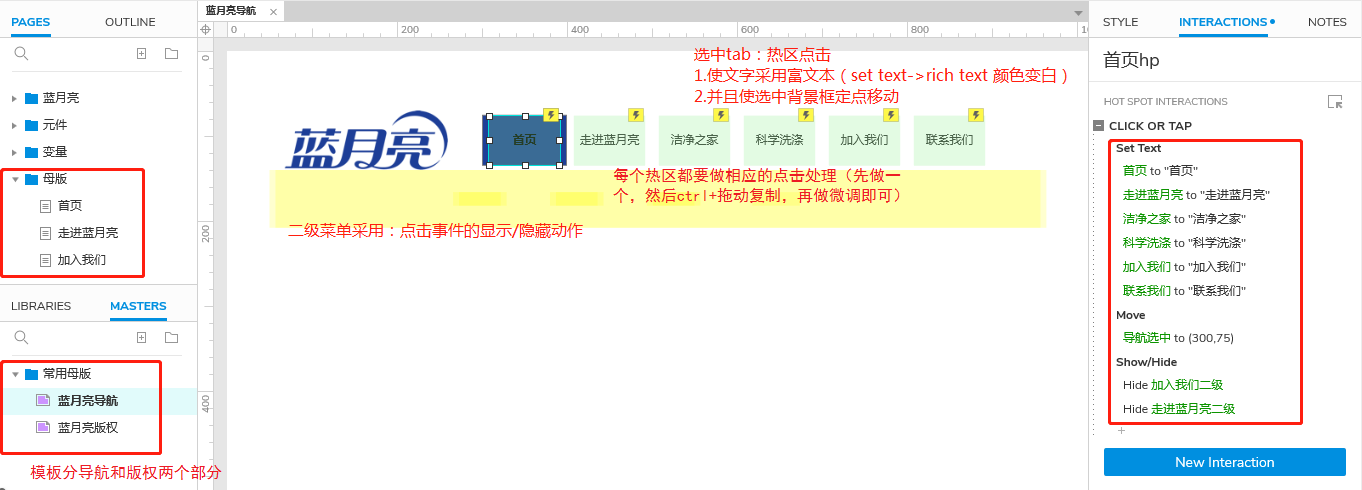 PAGES
OUTLINE
蓝月亮
元件
变量
母版
首页
走进蓝月亮
加入我们
LIBRARIES
MASTERS
常用母版
蓝月亮导航
蓝月亮版权
模板分导航和版权两个部分
蓝月亮导航
0
200
400
600
800
0
200
400
选中tab：热区点击
1.使文字采用富文本（set text->rich text 颜色变白）
2.并且使选中背景框定点移动
蓝月亮
首页
走进蓝月亮
洁净之家
科学洗涤
加入我们
联系我们
每个热区都要做相应的点击处理（先做一
个，然后ctrl+拖动复制，再做微调即可）
二级菜单采用：点击事件的显示/隐藏动作
STYLE
INTERACTIONS
NOTES
首页hp
HOT SPOT INTERACTIONS
CLICK OR TAP
Set Text
首页 to "首页"
走进蓝月亮 to "走进蓝月亮"
洁净之家 to "洁净之家"
科学洗涤 to "科学洗涤"
加入我们 to "加入我们"
联系我们 to "联系我们"
Move
导航选中 to (300,75)
Show/Hide
Hide 加入我们二级
Hide 走进蓝月亮二级
New Interaction